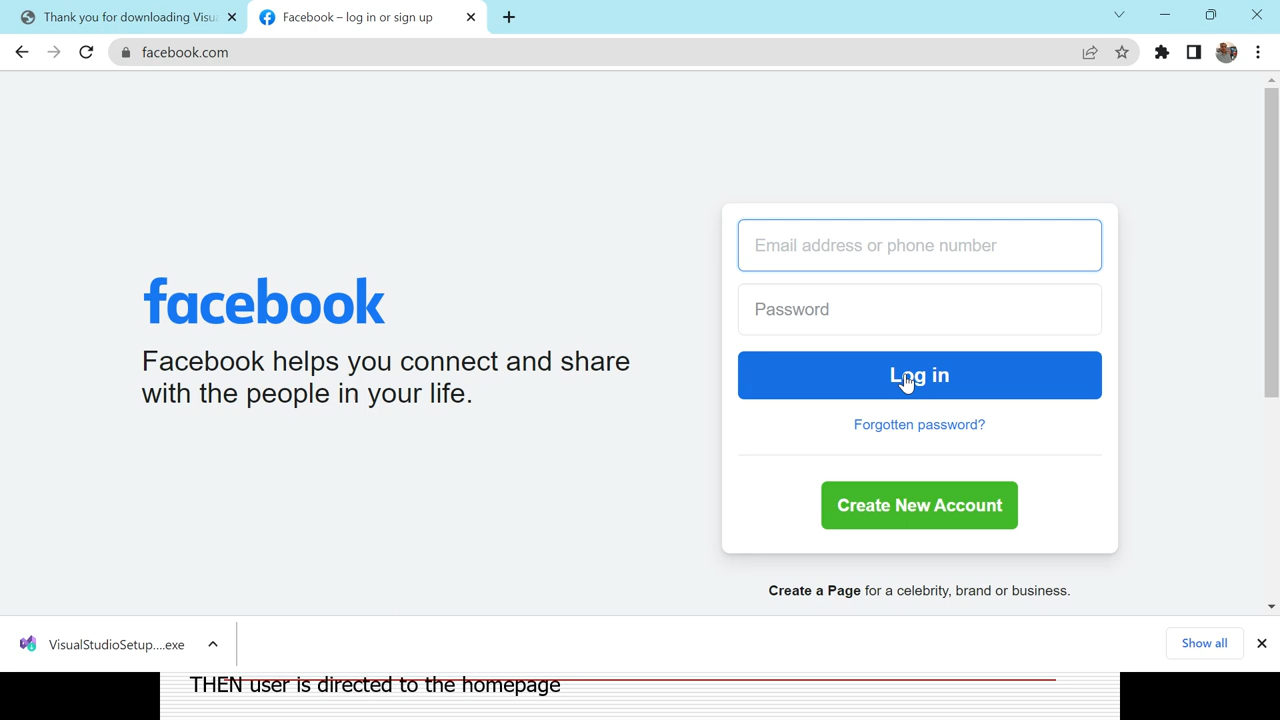 Thank you for downloading Visu
Facebook – log in or sign up
facebook.com
facebook
Facebook helps you connect and share
with the people in your life.
Email address or phone number
Password
Log in
Forgotten password?
Create New Account
Create a Page for a celebrity, brand or business.
VisualStudioSetup....exe
Show all
THEN user is directed to the homepage